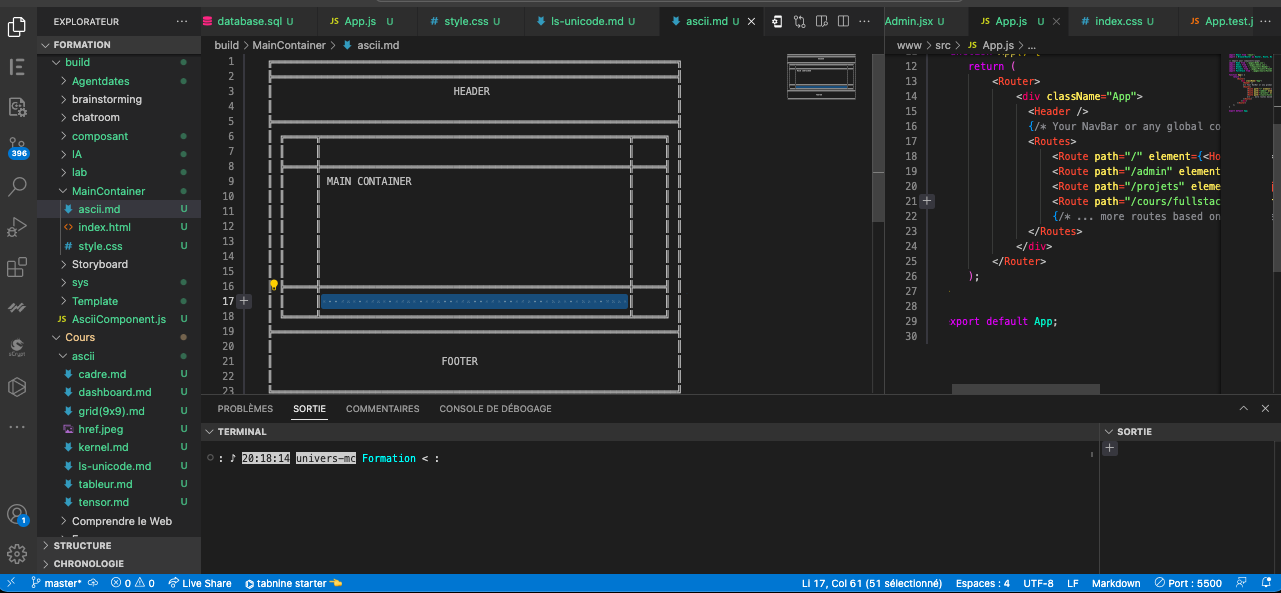 EXPLORATEUR
FORMATION
build
Agentdates
brainstorming
chatroom
composant
IA
lab
MainContainer
ascii.md U
index.html U
style.css U
Storyboard
sys
Template
AsciiComponent.js U
Cours
ascii
cadre.md U
dashboard.md U
grid(9x9).md U
href.jpeg U
kernel.md U
ls-unicode.md U
tableur.md U
tensor.md U
Comprendre le Web
STRUCTURE
CHRONOLOGIE
396
1
database.sql U
JS App.js U
# style.css U
ls-unicode.md U
ascii.md U
build > MainContainer > ascii.md
1
2
3 HEADER
4
5
6
7
8
9 MAIN CONTAINER
10
11
12
13
14
15
16
17
18
19
20
21 FOOTER
22
23
Admin.jsx U
JS App.js U
# index.css U
JS App.test.j
www > src > JS App.js > ...
12 return (
13 <Router>
14 <div className="App">
15 <Header />
16 {/* Your NavBar or any global co
17 <Routes>
18 <Route path="/" element={<Ho
19 <Route path="/admin" element
20 <Route path="/projets" eleme
21 <Route path="/cours/fullstac
22 {/* ... more routes based on
23 </Routes>
24 </div>
25 </Router>
26 );
27
28
29 xport default App;
30
PROBLÈMES SORTIE COMMENTAIRES CONSOLE DE DÉBOGAGE
TERMINAL
: ♪ 20:18:14 univers-mc Formation < :
SORTIE
master* 0 0 Live Share tabnine starter Li 17, Col 61 (51 sélectionné) Espaces : 4 UTF-8 LF Markdown Port : 5500